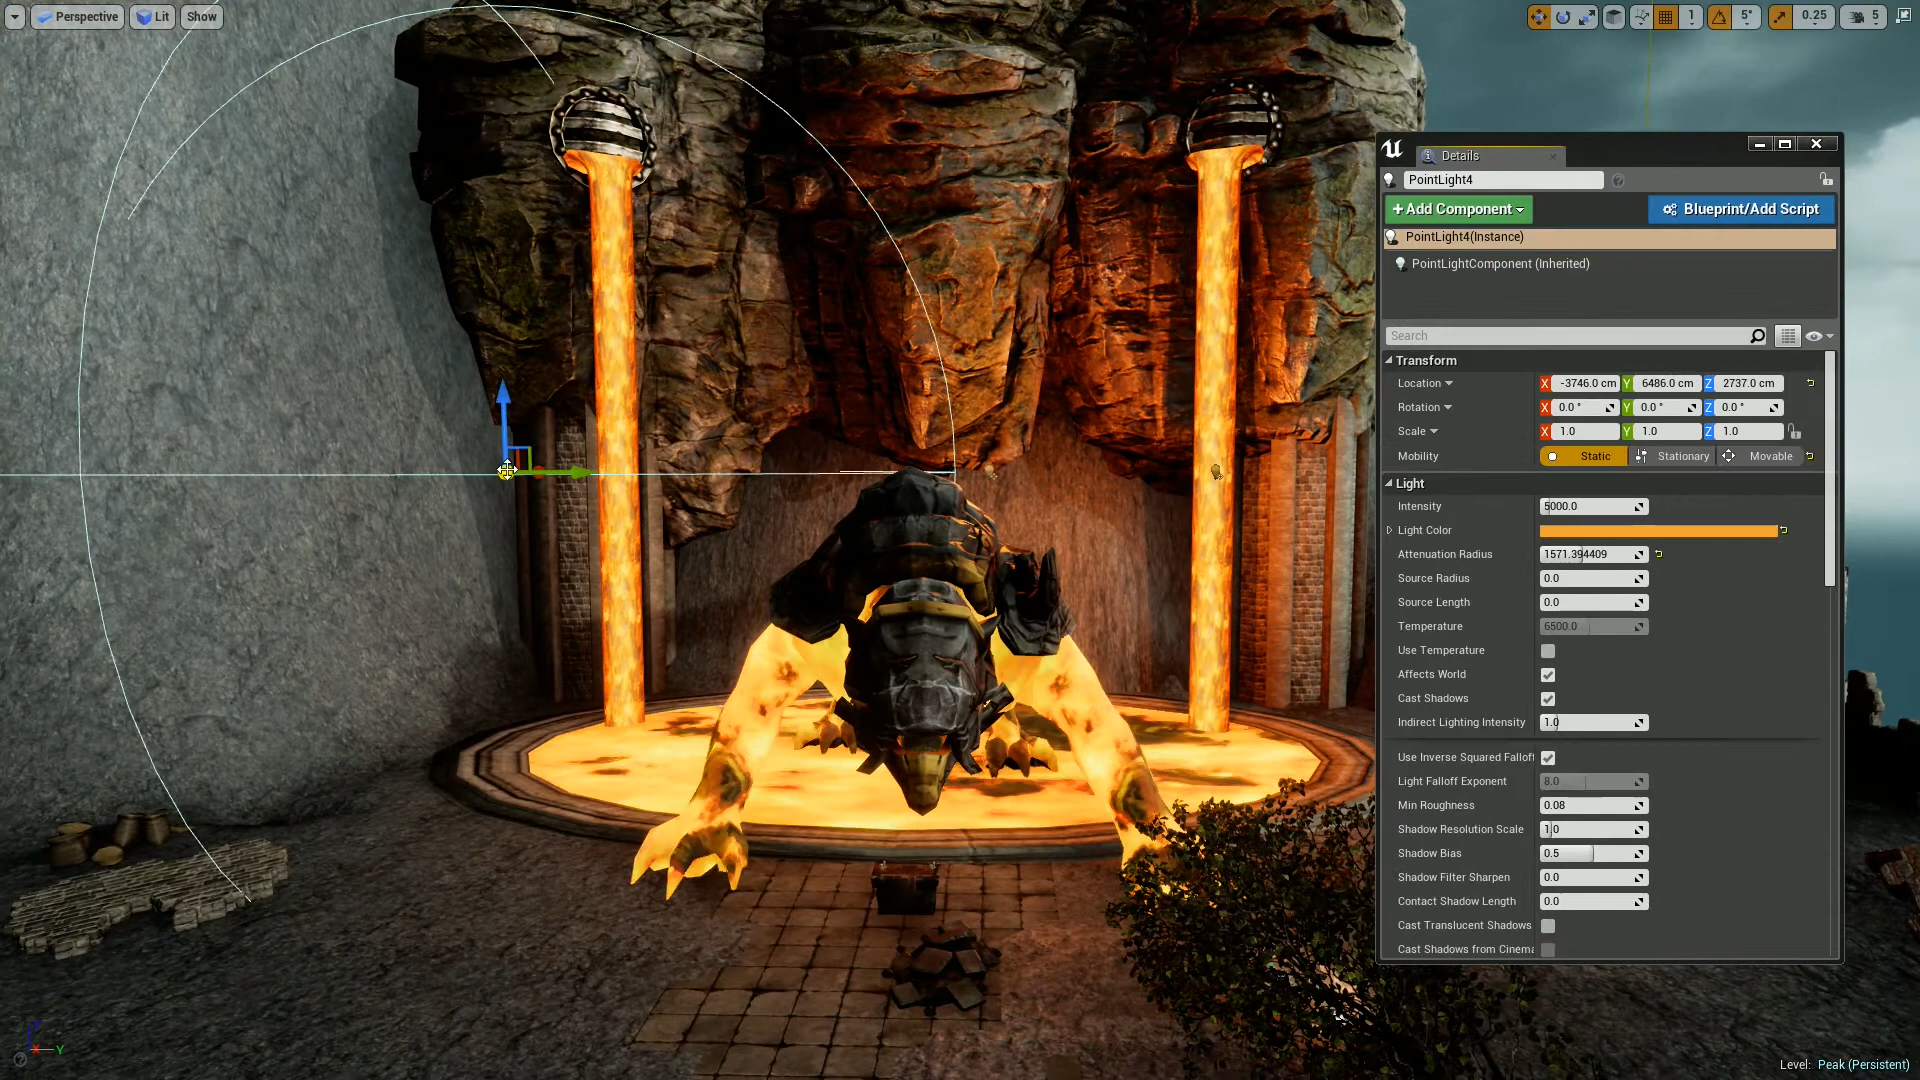 Perspective Lit Show
1 5° 0.25 5
Details
PointLight4
+Add Component
Blueprint/Add Script
PointLight4(Instance)
PointLightComponent (Inherited)
Search
Transform
Location X -3746.0 cm Y 6486.0 cm Z 2737.0 cm
Rotation X 0.0 ° Y 0.0 ° Z 0.0 °
Scale X 1.0 Y 1.0 Z 1.0
Mobility Static Stationary Movable
Light
Intensity 5000.0
Light Color
Attenuation Radius 1571.394409
Source Radius 0.0
Source Length 0.0
Temperature 6500.0
Use Temperature
Affects World
Cast Shadows
Indirect Lighting Intensity 1.0
Use Inverse Squared Falloff
Light Falloff Exponent 8.0
Min Roughness 0.08
Shadow Resolution Scale 1.0
Shadow Bias 0.5
Shadow Filter Sharpen 0.0
Contact Shadow Length 0.0
Cast Translucent Shadows
Cast Shadows from Cinema
Z
X Y
Level: Peak (Persistent)